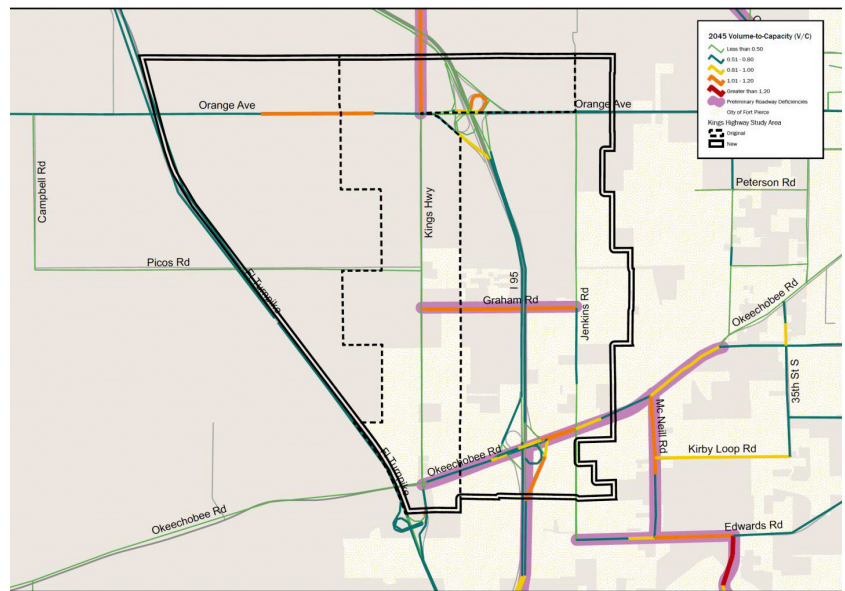 2045 Volume-to-Capacity (V/C)
Less than 0.50
0.51 - 0.80
0.81 - 1.00
1.01 - 1.20
Greater than 1.20
Preliminary Roadway Deficiencies
City of Fort Pierce
Kings Highway Study Area
Original
New
Orange Ave
Orange Ave
Campbell Rd
Kings Hwy
Peterson Rd
Picos Rd
Fl Turnpike
I 95
Graham Rd
Jenkins Rd
Okeechobee Rd
35th St S
Mc Neill Rd
Kirby Loop Rd
Okeechobee Rd
Fl Turnpike
Okeechobee Rd
Edwards Rd